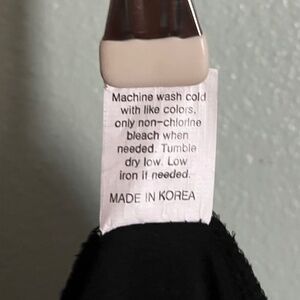 Machine wash cold
with like colors,
only non-chlorine
bleach when
needed. Tumble
dry low. Low
iron if needed.
MADE IN KOREA